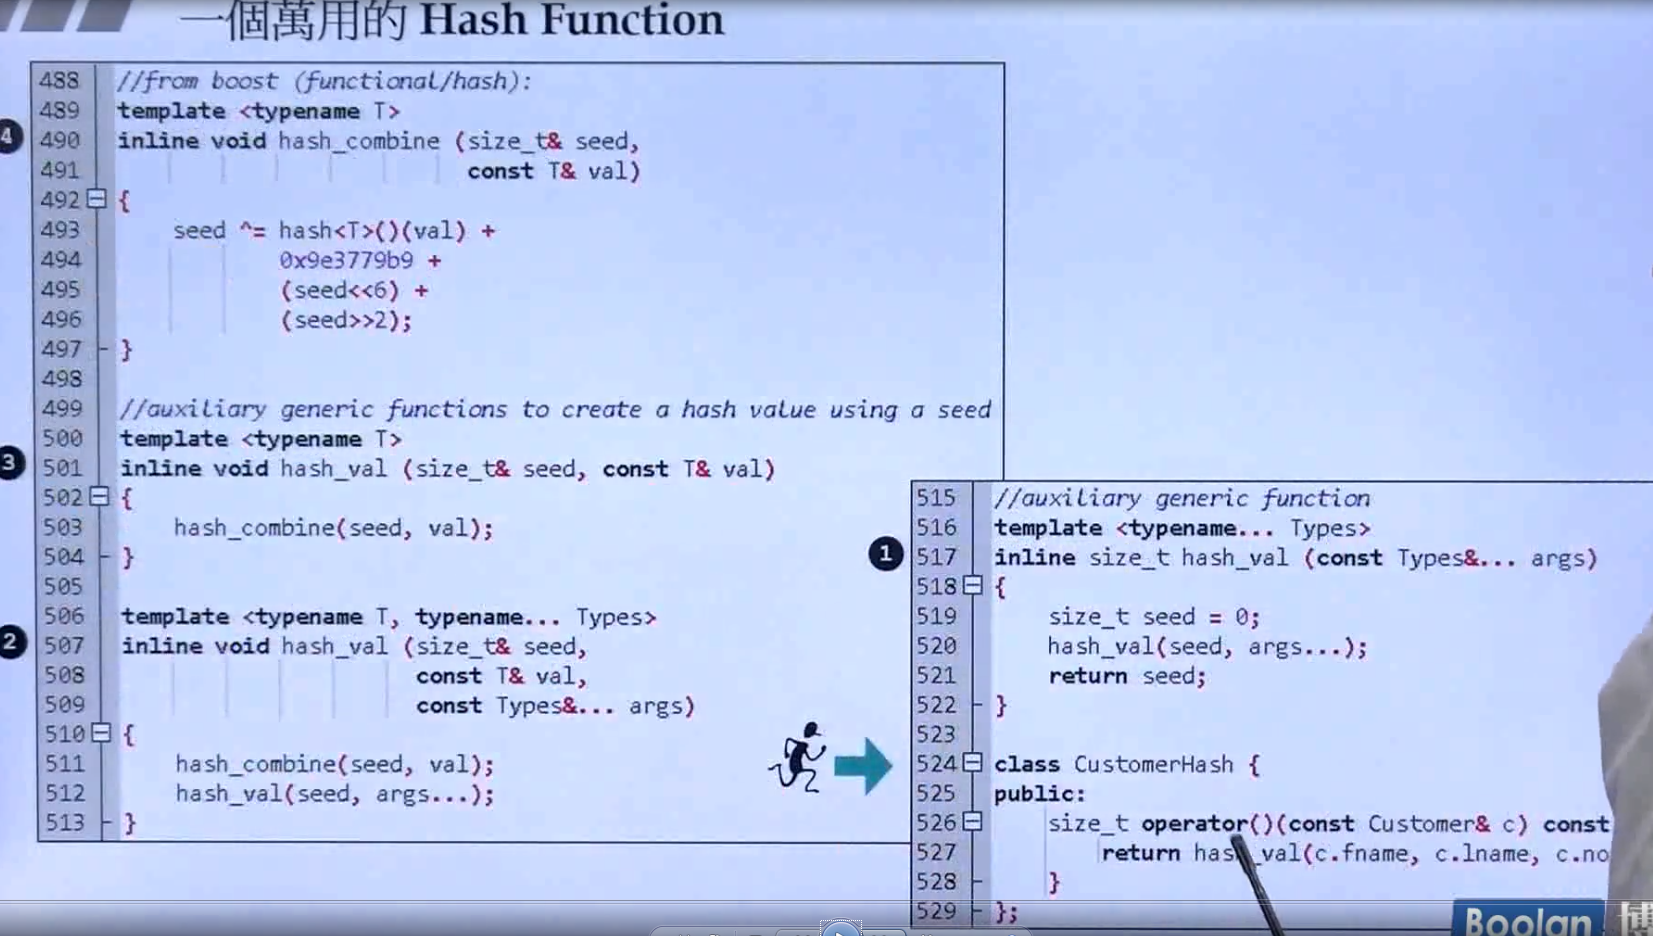 一個萬用的 Hash Function
488 //from boost (functional/hash):
489 template <typename T>
4
490 inline void hash_combine (size_t& seed,
491 const T& val)
492 {
493 seed ^= hash<T>()(val) +
494 0x9e3779b9 +
495 (seed<<6) +
496 (seed>>2);
497 }
498
499 //auxiliary generic functions to create a hash value using a seed
500 template <typename T>
3
501 inline void hash_val (size_t& seed, const T& val)
502 {
503 hash_combine(seed, val);
504 }
505
506 template <typename T, typename... Types>
2
507 inline void hash_val (size_t& seed,
508 const T& val,
509 const Types&... args)
510 {
511 hash_combine(seed, val);
512 hash_val(seed, args...);
513 }
515 //auxiliary generic function
516 template <typename... Types>
1
517 inline size_t hash_val (const Types&... args)
518 {
519 size_t seed = 0;
520 hash_val(seed, args...);
521 return seed;
522 }
523
524 class CustomerHash {
525 public:
526 size_t operator()(const Customer& c) const
527 return hash_val(c.fname, c.lname, c.no
528 }
529 };
Boolan 博